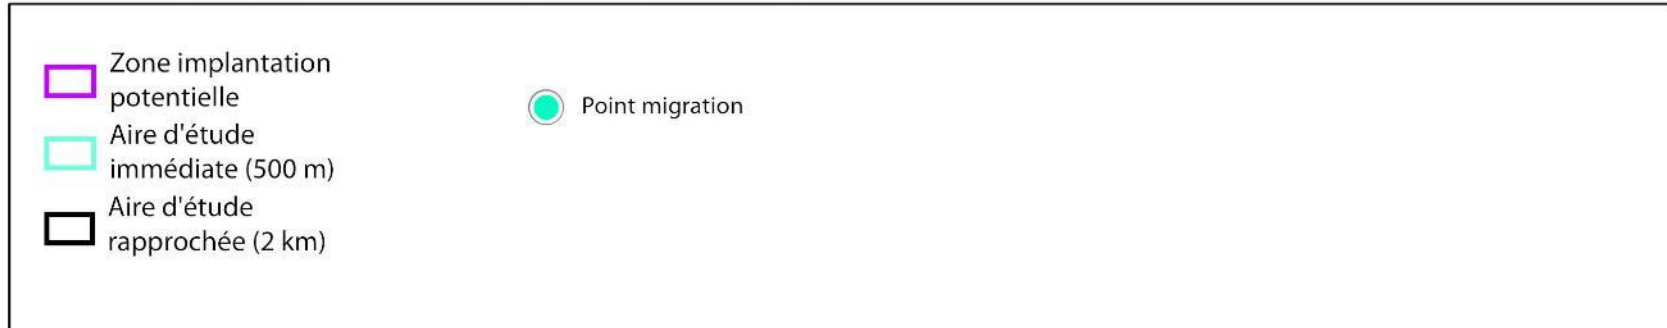 Zone implantation
potentielle
Aire d'étude
immédiate (500 m)
Aire d'étude
rapprochée (2 km)
Point migration